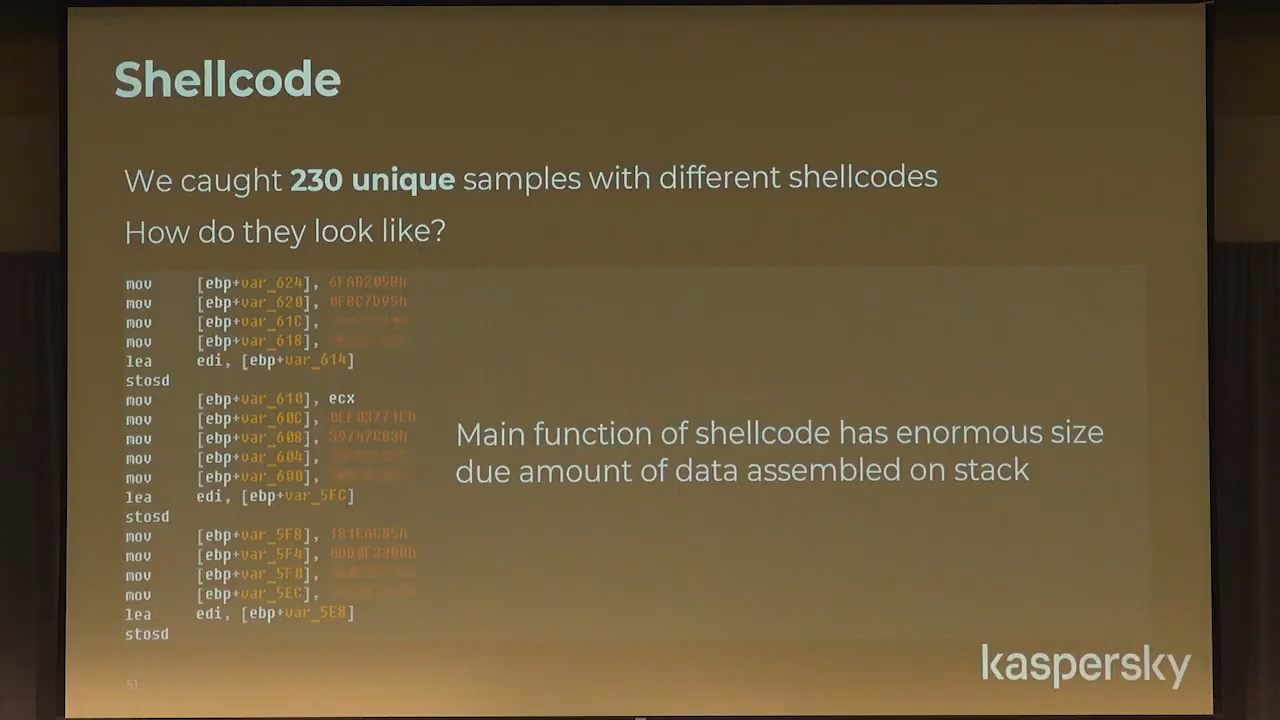 Shellcode
We caught 230 unique samples with different shellcodes
How do they look like?
mov [ebp+var_624],
mov [ebp+var_620],
mov [ebp+var_61C],
mov [ebp+var_618],
lea edi, [ebp+var_614]
stosd
mov [ebp+var_610], ecx
mov [ebp+var_60C],
mov [ebp+var_608], 39747C83h
mov [ebp+var_604],
mov [ebp+var_600],
lea edi, [ebp+var_5FC]
stosd
mov [ebp+var_5F8], 181EAC85h
mov [ebp+var_5F4],
mov [ebp+var_5F0],
mov [ebp+var_5EC],
lea edi, [ebp+var_5E8]
stosd
Main function of shellcode has enormous size
due amount of data assembled on stack
51
kaspersky